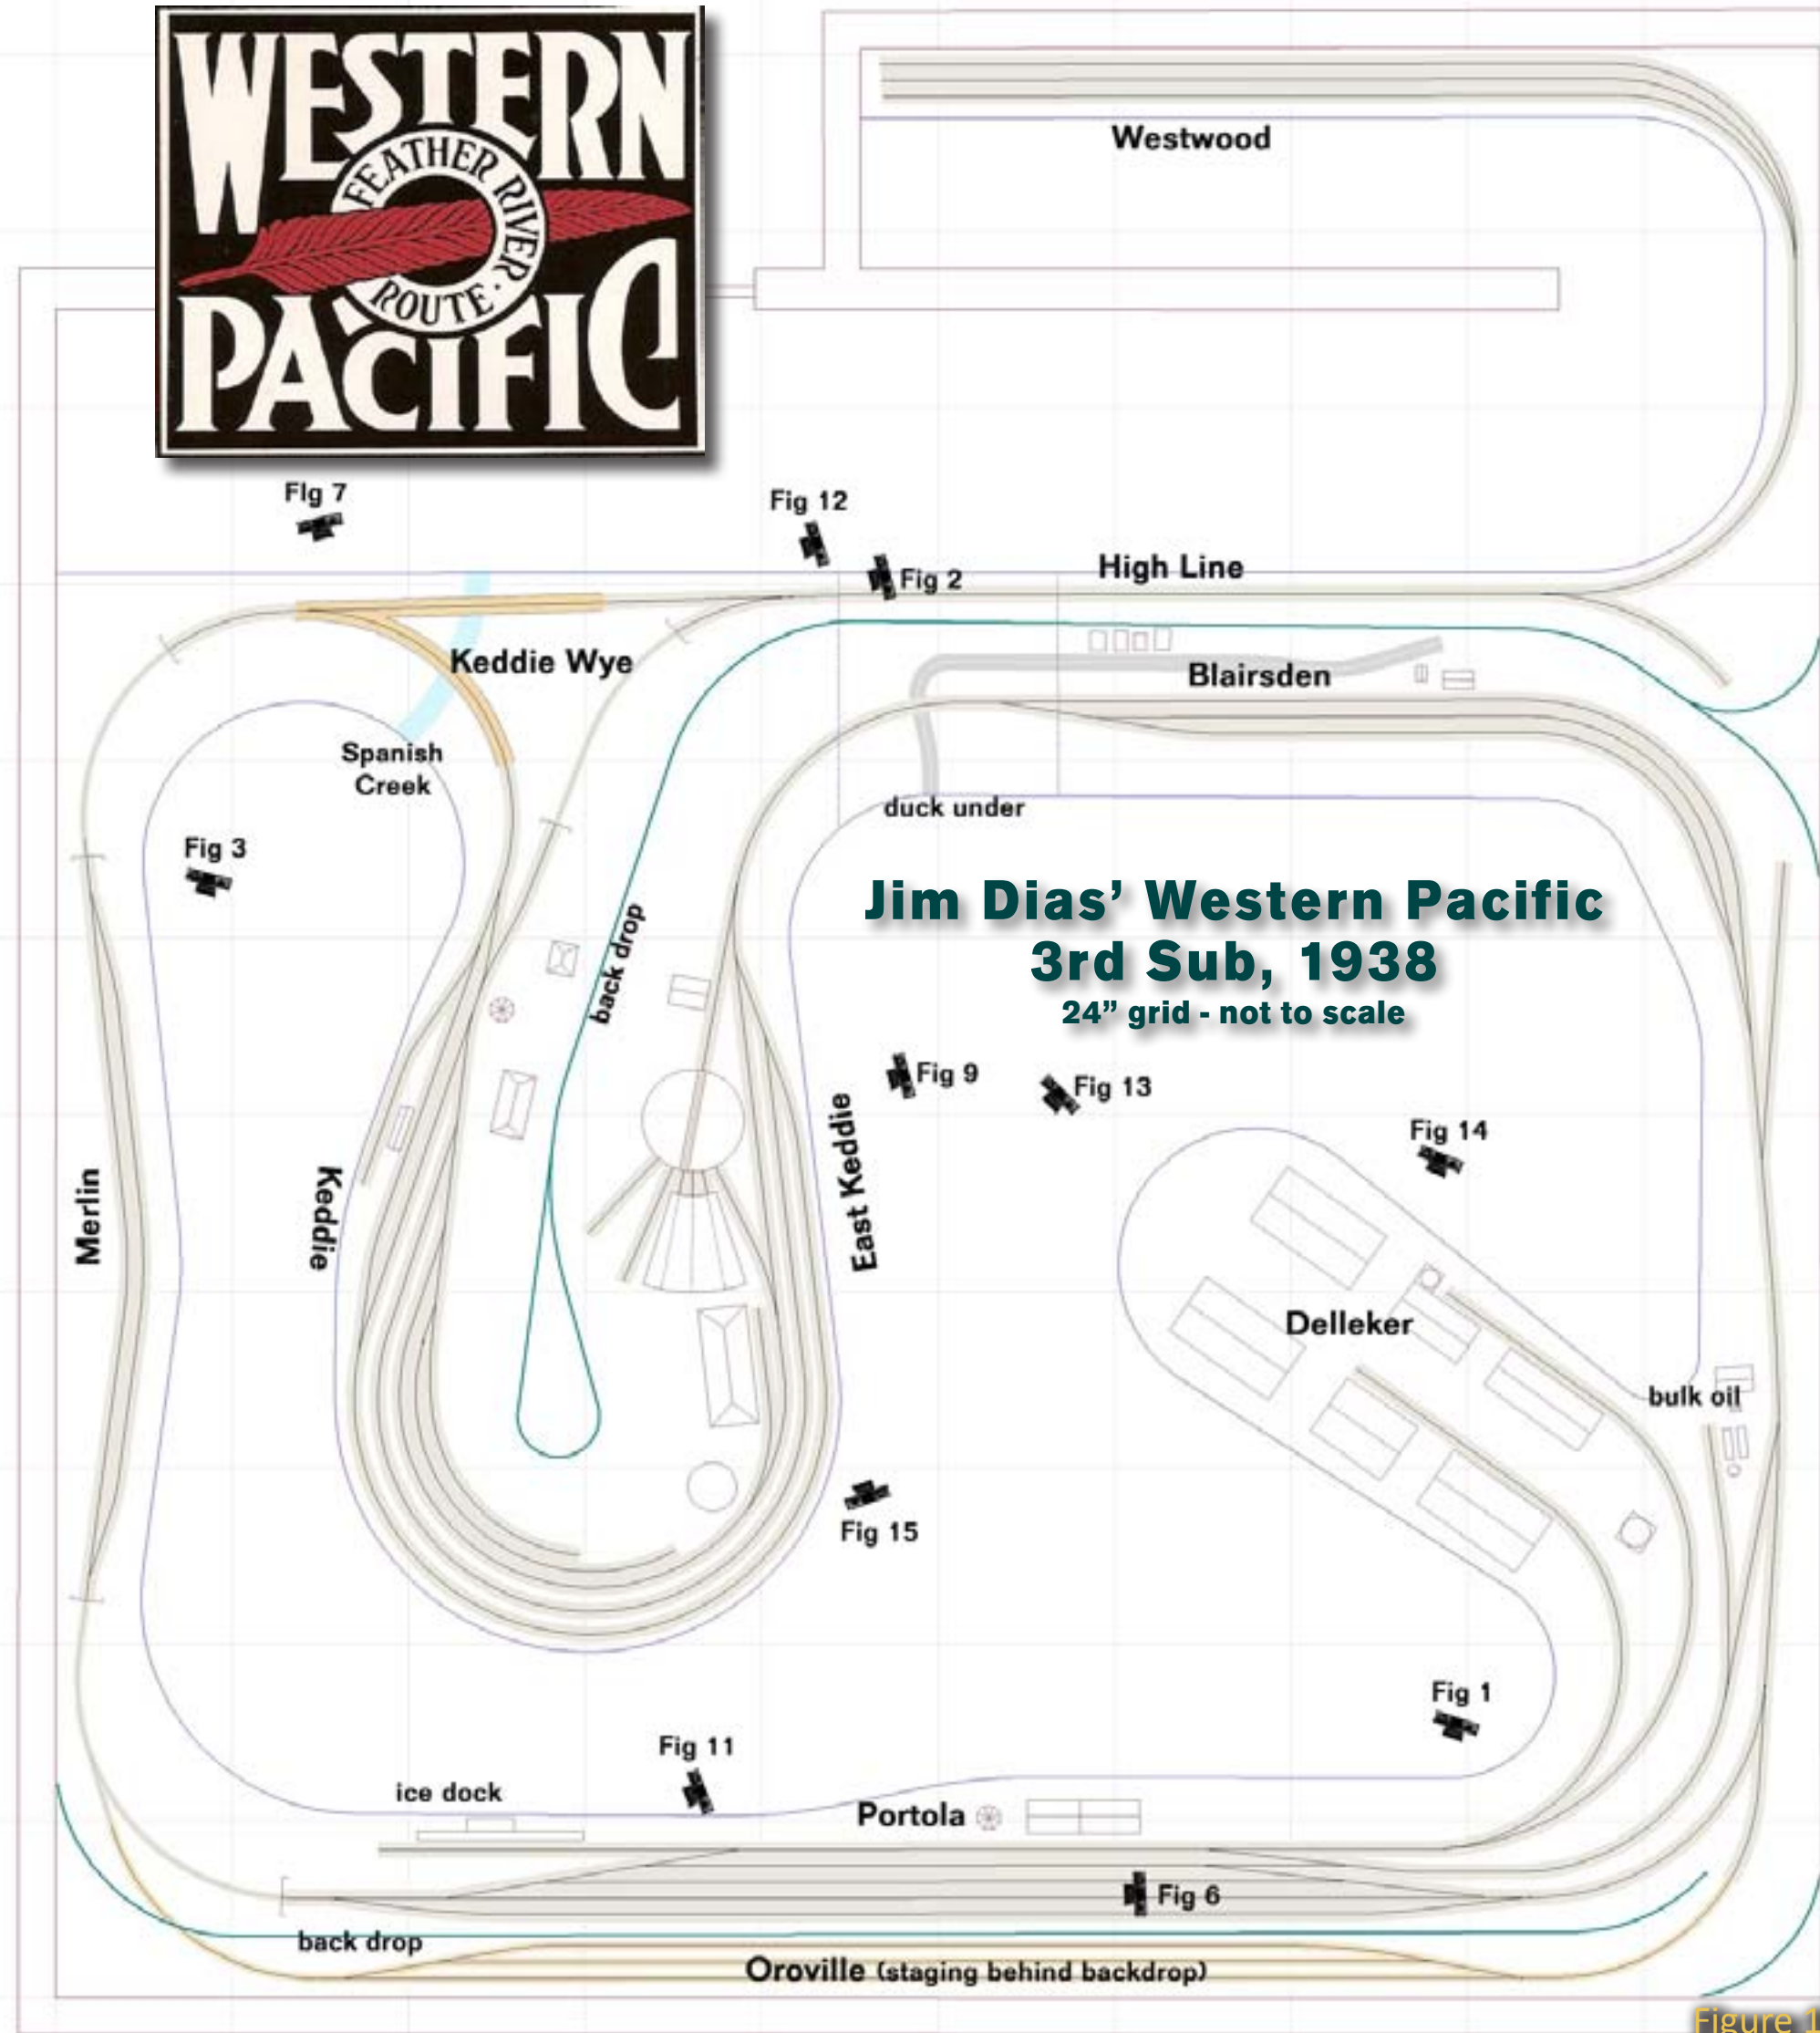 WESTERN
FEATHER RIVER
ROUTE
PACIFIC
Westwood
FIg 7
Fig 12
Fig 2
High Line
Keddie Wye
Blairsden
Spanish
Creek
duck under
Fig 3
Jim Dias' Western Pacific
3rd Sub, 1938
24” grid - not to scale
back drop
Fig 9
Fig 13
Fig 14
Merlin
Keddie
East Keddie
Delleker
bulk oil
Fig 15
Fig 1
Fig 11
ice dock
Portola
Fig 6
back drop
Oroville (staging behind backdrop)
Figure 1